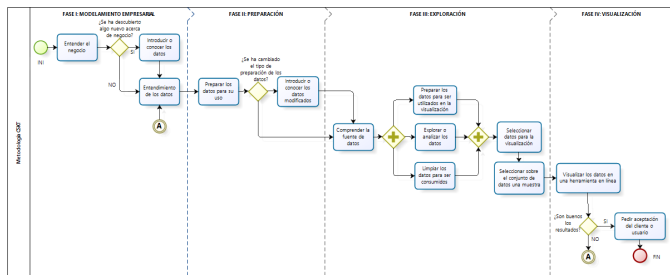 FASE I: MODELAMIENTO EMPRESARIAL
FASE II: PREPARACIÓN
FASE III: EXPLORACIÓN
FASE IV: VISUALIZACIÓN
INI
Entender el
negocio
¿Se ha descubierto
algo nuevo acerca
de negocio?
SI
NO
Introducir o
conocer los
datos
Entendimiento
de los datos
A
Preparar los
datos para su
uso
¿Se ha cambiado
el tipo de
preparación de los
datos?
Introducir o
conocer los
datos
modificados
Comprender la
fuente de
datos
Preparar los
datos para ser
utilizados en la
visualización
Explorar o
analizar los
datos
Limpiar los
datos para ser
consumidos
Seleccionar
datos para la
visualización
Seleccionar sobre
el conjunto de
datos una muestra
Visualizar los datos en
una herramienta en línea
¿Son buenos
los
resultados?
SI
NO
A
Pedir aceptación
del cliente o
usuario
FIN